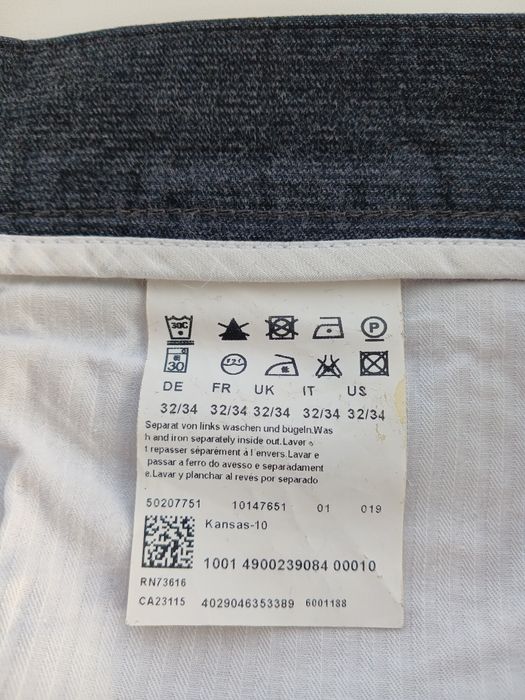 30C
30
DE FR UK IT US
32/34 32/34 32/34 32/34 32/34
Separat von links waschen und bugeln.Was
h and iron separately inside out.Laver
t repasser séparement à l envers.Lavar e
passar a ferro do avesso e separadament
e.Lavar y planchar al reves por separado
50207751 10147651 01 019
Kansas-10
1001 4900239084 00010
RN73616
CA23115 4029046353389 6001188